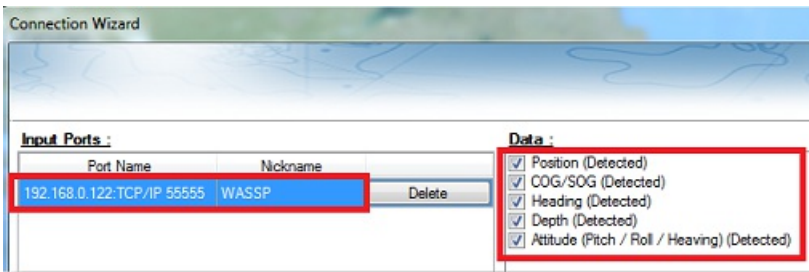 Connection Wizard
Input Ports :
Port Name Nickname
192.168.0.122:TCP/IP 55555 WASSP Delete
Data :
Position (Detected)
COG/SOG (Detected)
Heading (Detected)
Depth (Detected)
Attitude (Pitch / Roll / Heaving) (Detected)